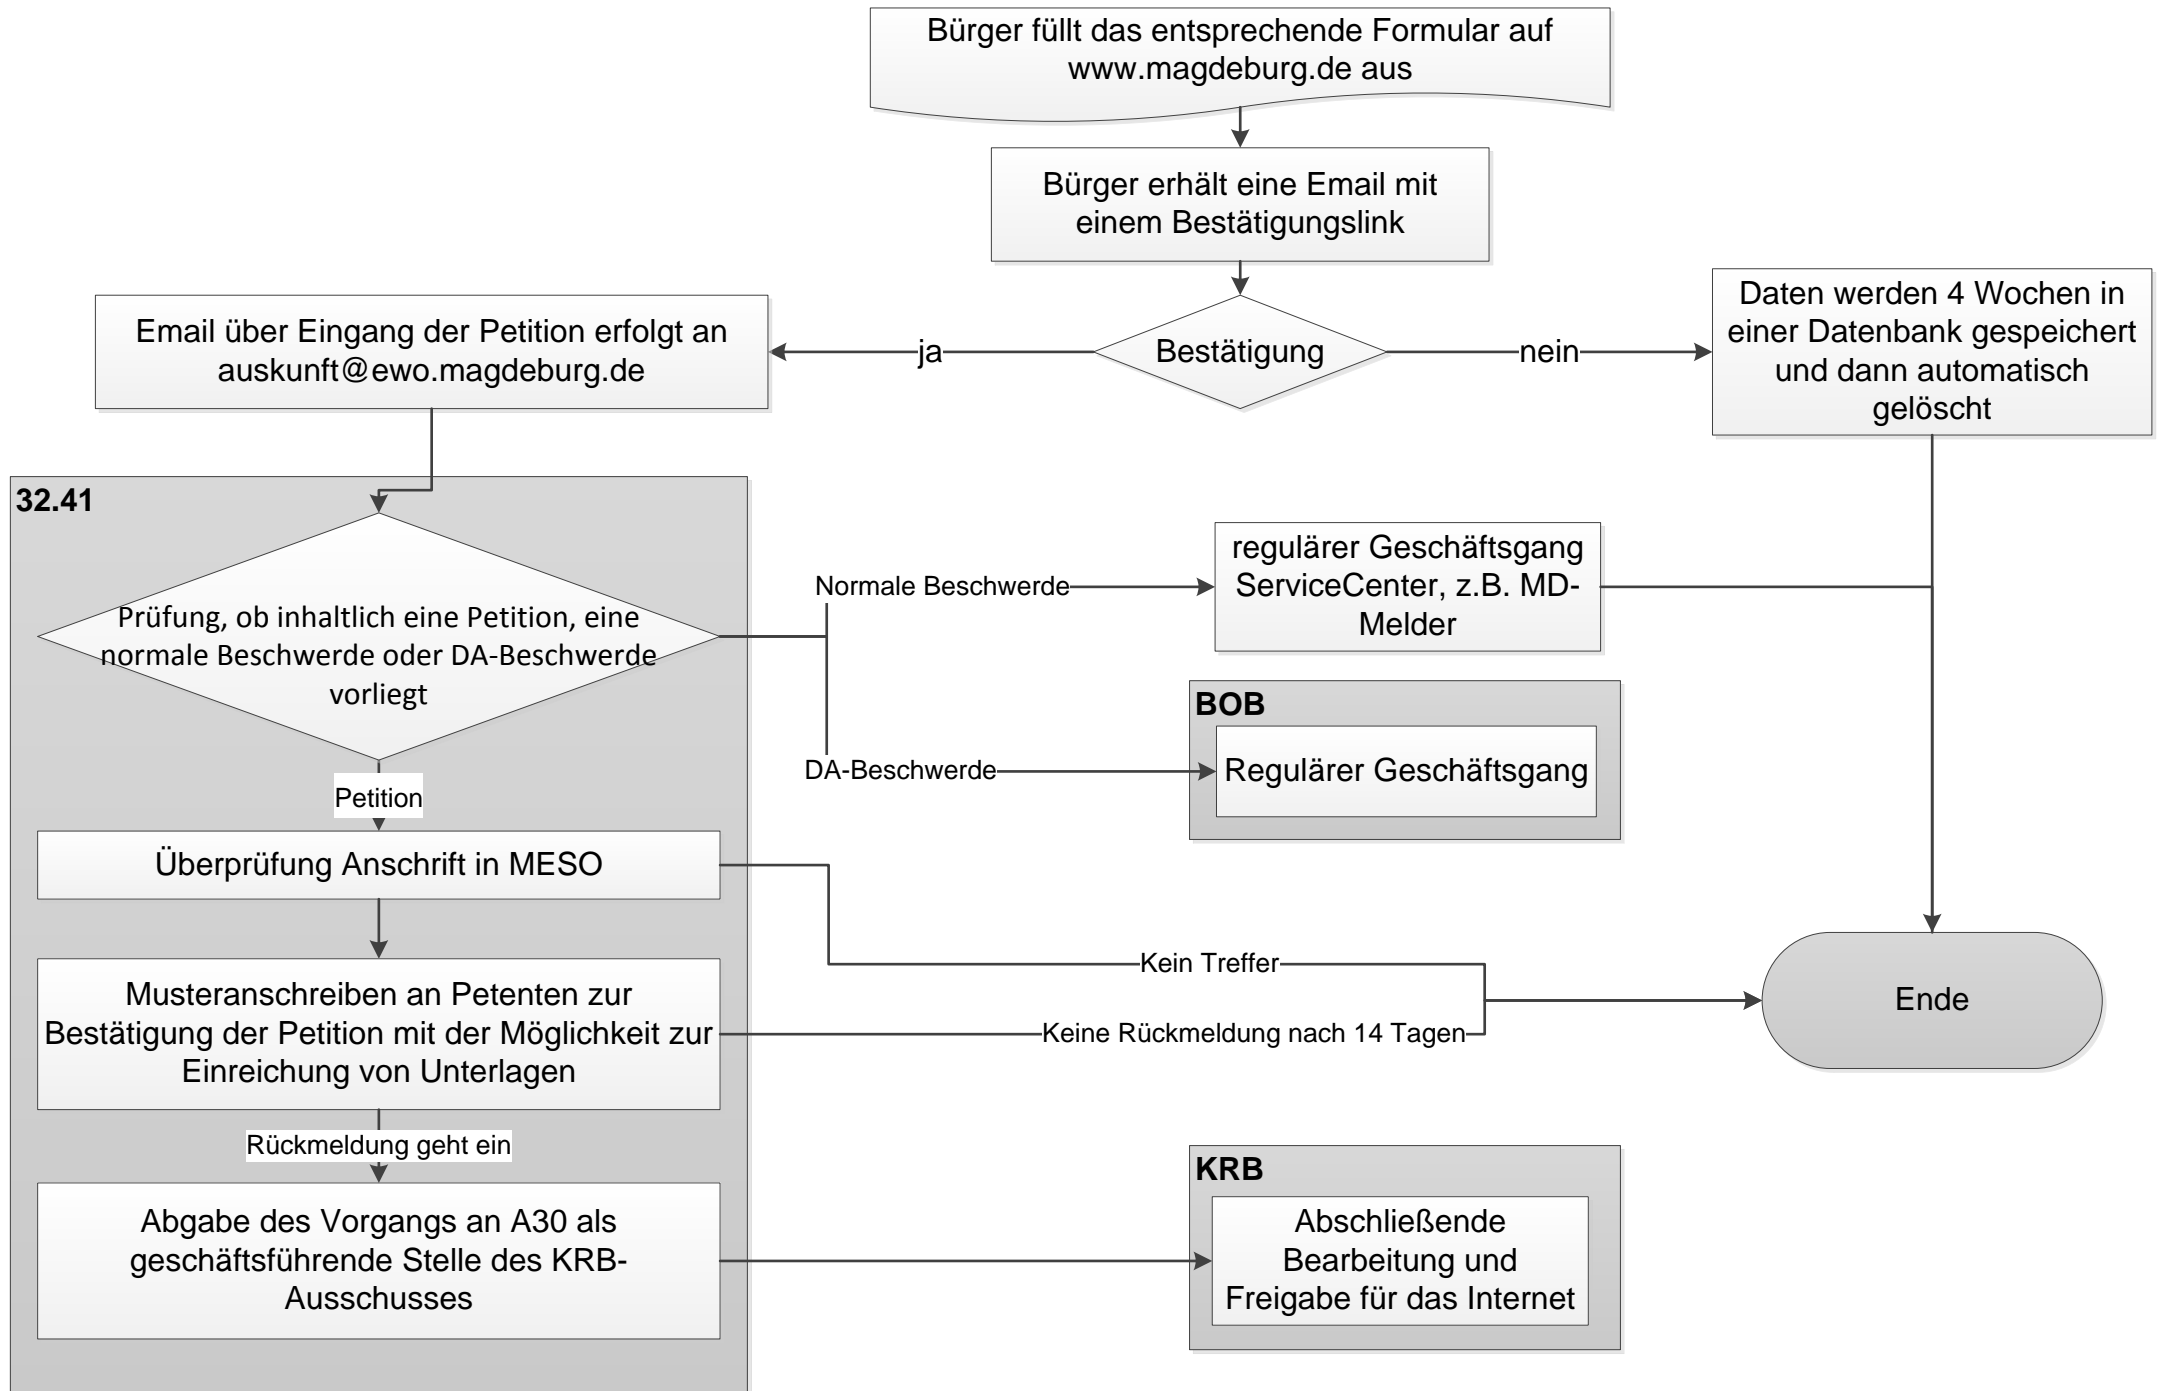 Bürger füllt das entsprechende Formular auf
www.magdeburg.de aus
Bürger erhält eine Email mit
einem Bestätigungslink
Bestätigung
ja
nein
Email über Eingang der Petition erfolgt an
auskunft@ewo.magdeburg.de
Daten werden 4 Wochen in
einer Datenbank gespeichert
und dann automatisch
gelöscht
32.41
Prüfung, ob inhaltlich eine Petition, eine
normale Beschwerde oder DA-Beschwerde
vorliegt
Normale Beschwerde
regulärer Geschäftsgang
ServiceCenter, z.B. MD-
Melder
DA-Beschwerde
BOB
Regulärer Geschäftsgang
Petition
Überprüfung Anschrift in MESO
Kein Treffer
Musteranschreiben an Petenten zur
Bestätigung der Petition mit der Möglichkeit zur
Einreichung von Unterlagen
Keine Rückmeldung nach 14 Tagen
Ende
Rückmeldung geht ein
Abgabe des Vorgangs an A30 als
geschäftsführende Stelle des KRB-
Ausschusses
KRB
Abschließende
Bearbeitung und
Freigabe für das Internet